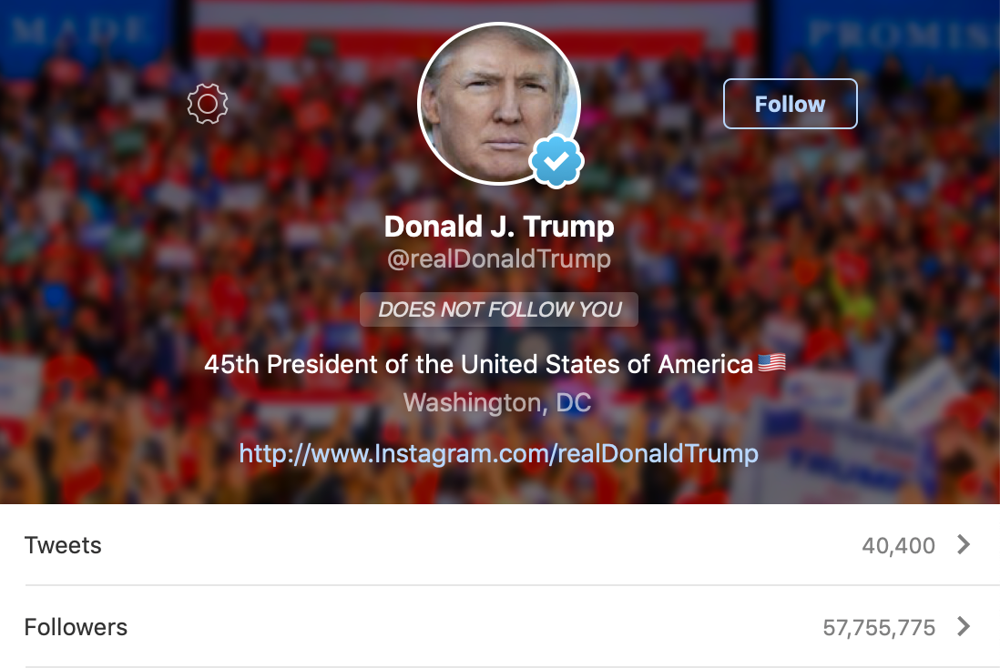 MADE
PROMIS
Follow
Donald J. Trump
@realDonaldTrump
DOES NOT FOLLOW YOU
45th President of the United States of America🇺🇸
Washington, DC
http://www.Instagram.com/realDonaldTrump
TRUMP
Tweets 40,400
Followers 57,755,775